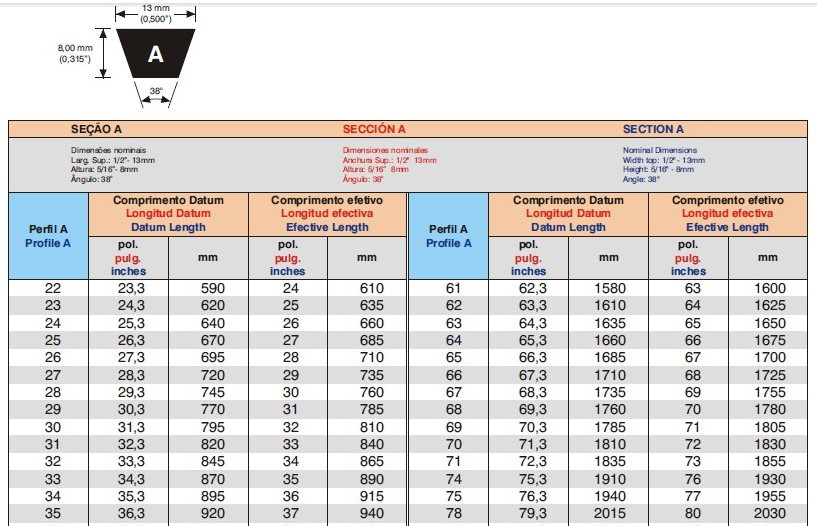 13 mm
(0,500")
8,00 mm
(0,315")
A
38°
SEÇÃO A SECCIÓN A SECTION A
Dimensões nominais Dimensiones nominales Nominal Dimensions
Larg. Sup.: 1/2"- 13mm Anchura Sup.: 1/2" 13mm Width top: 1/2" - 13mm
Altura: 5/16"- 8mm Altura: 5/16" 8mm Height: 5/16" - 8mm
Ângulo: 38° Ángulo: 38° Angle: 38°
Comprimento Datum Comprimento efetivo Comprimento Datum Comprimento efetivo
Perfil A Longitud Datum Longitud efectiva Perfil A Longitud Datum Longitud efectiva
Profile A Datum Length Efective Length Profile A Datum Length Efective Length
pol. pol. pol. pol.
pulg. mm pulg. mm pulg. mm pulg. mm
inches inches inches inches
22 23,3 590 24 610 61 62,3 1580 63 1600
23 24,3 620 25 635 62 63,3 1610 64 1625
24 25,3 640 26 660 63 64,3 1635 65 1650
25 26,3 670 27 685 64 65,3 1660 66 1675
26 27,3 695 28 710 65 66,3 1685 67 1700
27 28,3 720 29 735 66 67,3 1710 68 1725
28 29,3 745 30 760 67 68,3 1735 69 1755
29 30,3 770 31 785 68 69,3 1760 70 1780
30 31,3 795 32 810 69 70,3 1785 71 1805
31 32,3 820 33 840 70 71,3 1810 72 1830
32 33,3 845 34 865 71 72,3 1835 73 1855
33 34,3 870 35 890 74 75,3 1910 76 1930
34 35,3 895 36 915 75 76,3 1940 77 1955
35 36,3 920 37 940 78 79,3 2015 80 2030